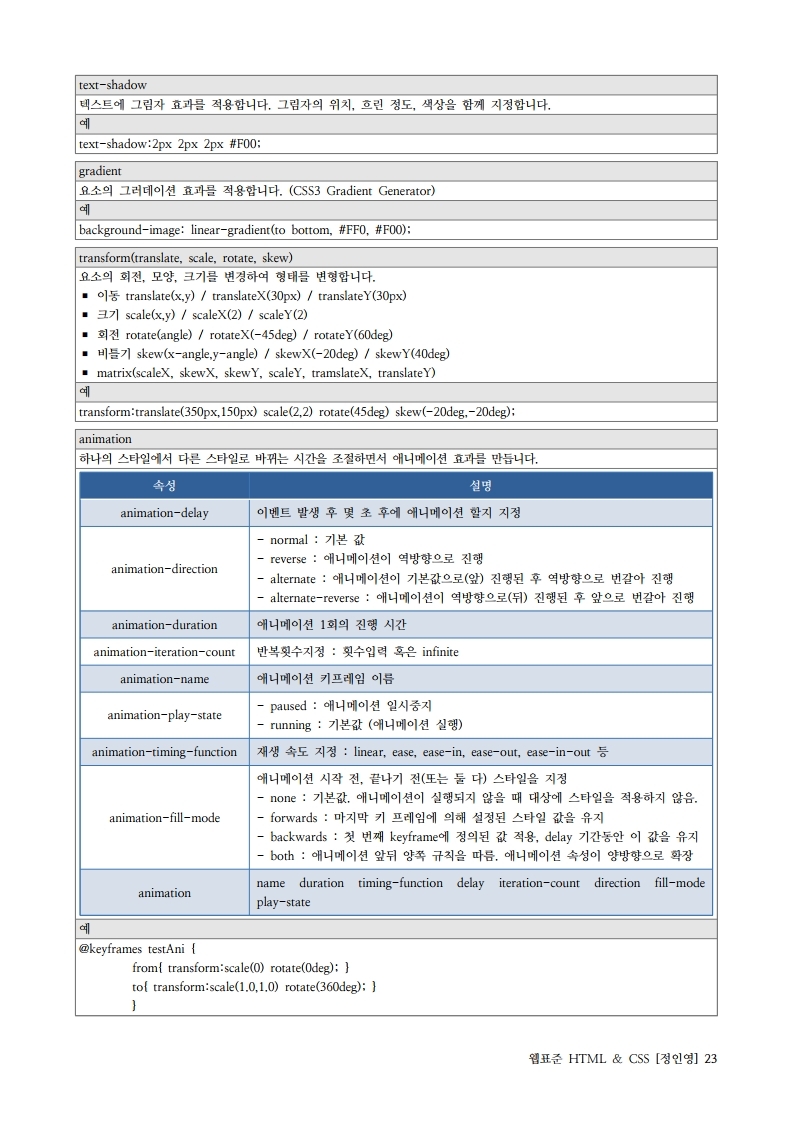 text-shadow
텍스트에 그림자 효과를 적용합니다. 그림자의 위치, 흐린 정도, 색상을 함께 지정합니다.
예
text-shadow:2px 2px 2px #F00;
gradient
요소의 그러데이션 효과를 적용합니다. (CSS3 Gradient Generator)
예
background-image: linear-gradient(to bottom, #FF0, #F00);
transform(translate, scale, rotate, skew)
요소의 회전, 모양, 크기를 변경하여 형태를 변형합니다.
▪ 이동 translate(x,y) / translateX(30px) / translateY(30px)
▪ 크기 scale(x,y) / scaleX(2) / scaleY(2)
▪ 회전 rotate(angle) / rotateX(-45deg) / rotateY(60deg)
▪ 비틀기 skew(x-angle,y-angle) / skewX(-20deg) / skewY(40deg)
▪ matrix(scaleX, skewX, skewY, scaleY, tramslateX, translateY)
예
transform:translate(350px,150px) scale(2,2) rotate(45deg) skew(-20deg,-20deg);
animation
하나의 스타일에서 다른 스타일로 바뀌는 시간을 조절하면서 애니메이션 효과를 만듭니다.
속성 설명
animation-delay 이벤트 발생 후 몇 초 후에 애니메이션 할지 지정
animation-direction
- normal : 기본 값
- reverse : 애니메이션이 역방향으로 진행
- alternate : 애니메이션이 기본값으로(앞) 진행된 후 역방향으로 번갈아 진행
- alternate-reverse : 애니메이션이 역방향으로(뒤) 진행된 후 앞으로 번갈아 진행
animation-duration 애니메이션 1회의 진행 시간
animation-iteration-count 반복횟수지정 : 횟수입력 혹은 infinite
animation-name 애니메이션 키프레임 이름
animation-play-state
- paused : 애니메이션 일시중지
- running : 기본값 (애니메이션 실행)
animation-timing-function 재생 속도 지정 : linear, ease, ease-in, ease-out, ease-in-out 등
animation-fill-mode
애니메이션 시작 전, 끝나기 전(또는 둘 다) 스타일을 지정
- none : 기본값. 애니메이션이 실행되지 않을 때 대상에 스타일을 적용하지 않음.
- forwards : 마지막 키 프레임에 의해 설정된 스타일 값을 유지
- backwards : 첫 번째 keyframe에 정의된 값 적용, delay 기간동안 이 값을 유지
- both : 애니메이션 앞뒤 양쪽 규칙을 따름. 애니메이션 속성이 양방향으로 확장
animation
name duration timing-function delay iteration-count direction fill-mode
play-state
예
@keyframes testAni {
from{ transform:scale(0) rotate(0deg); }
to{ transform:scale(1.0,1.0) rotate(360deg); }
}
웹표준 HTML & CSS [정인영] 23